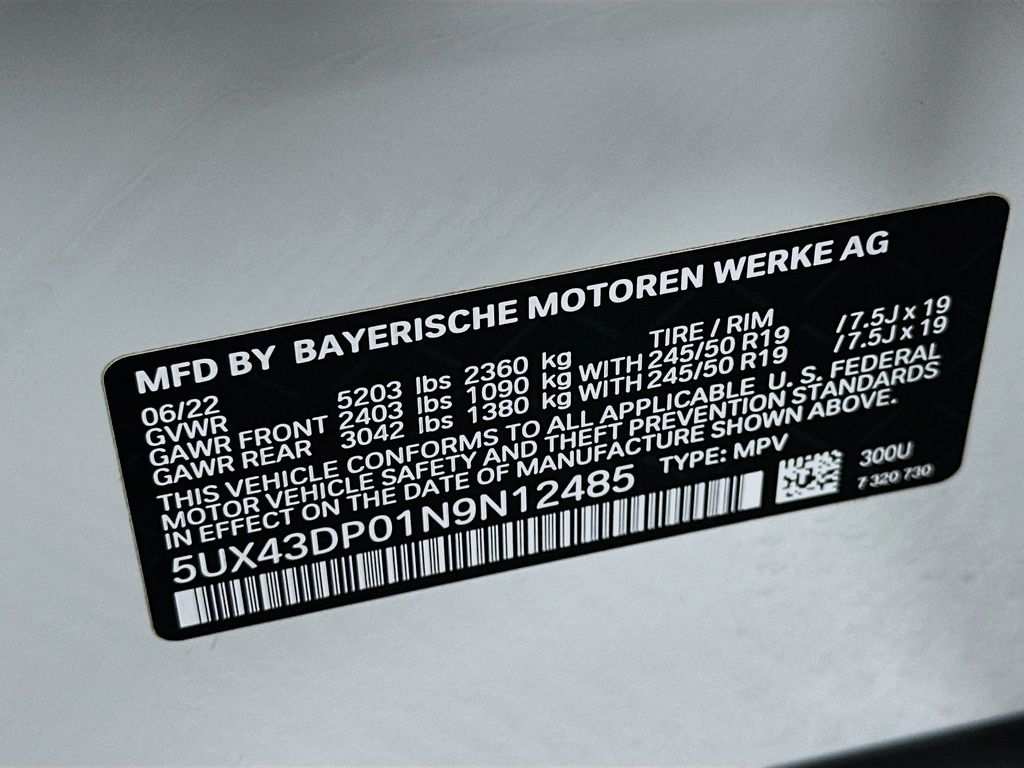 MFD BY BAYERISCHE MOTOREN WERKE AG
06/22 TIRE / RIM
GVWR 5203 lbs 2360 kg
GAWR FRONT 2403 lbs 1090 kg WITH 245/50 R19 / 7.5J x 19
GAWR REAR 3042 lbs 1380 kg WITH 245/50 R19 / 7.5J x 19
THIS VEHICLE CONFORMS TO ALL APPLICABLE U. S. FEDERAL
MOTOR VEHICLE SAFETY AND THEFT PREVENTION STANDARDS
IN EFFECT ON THE DATE OF MANUFACTURE SHOWN ABOVE.
5UX43DP01N9N12485 TYPE: MPV
300U
7 320 730